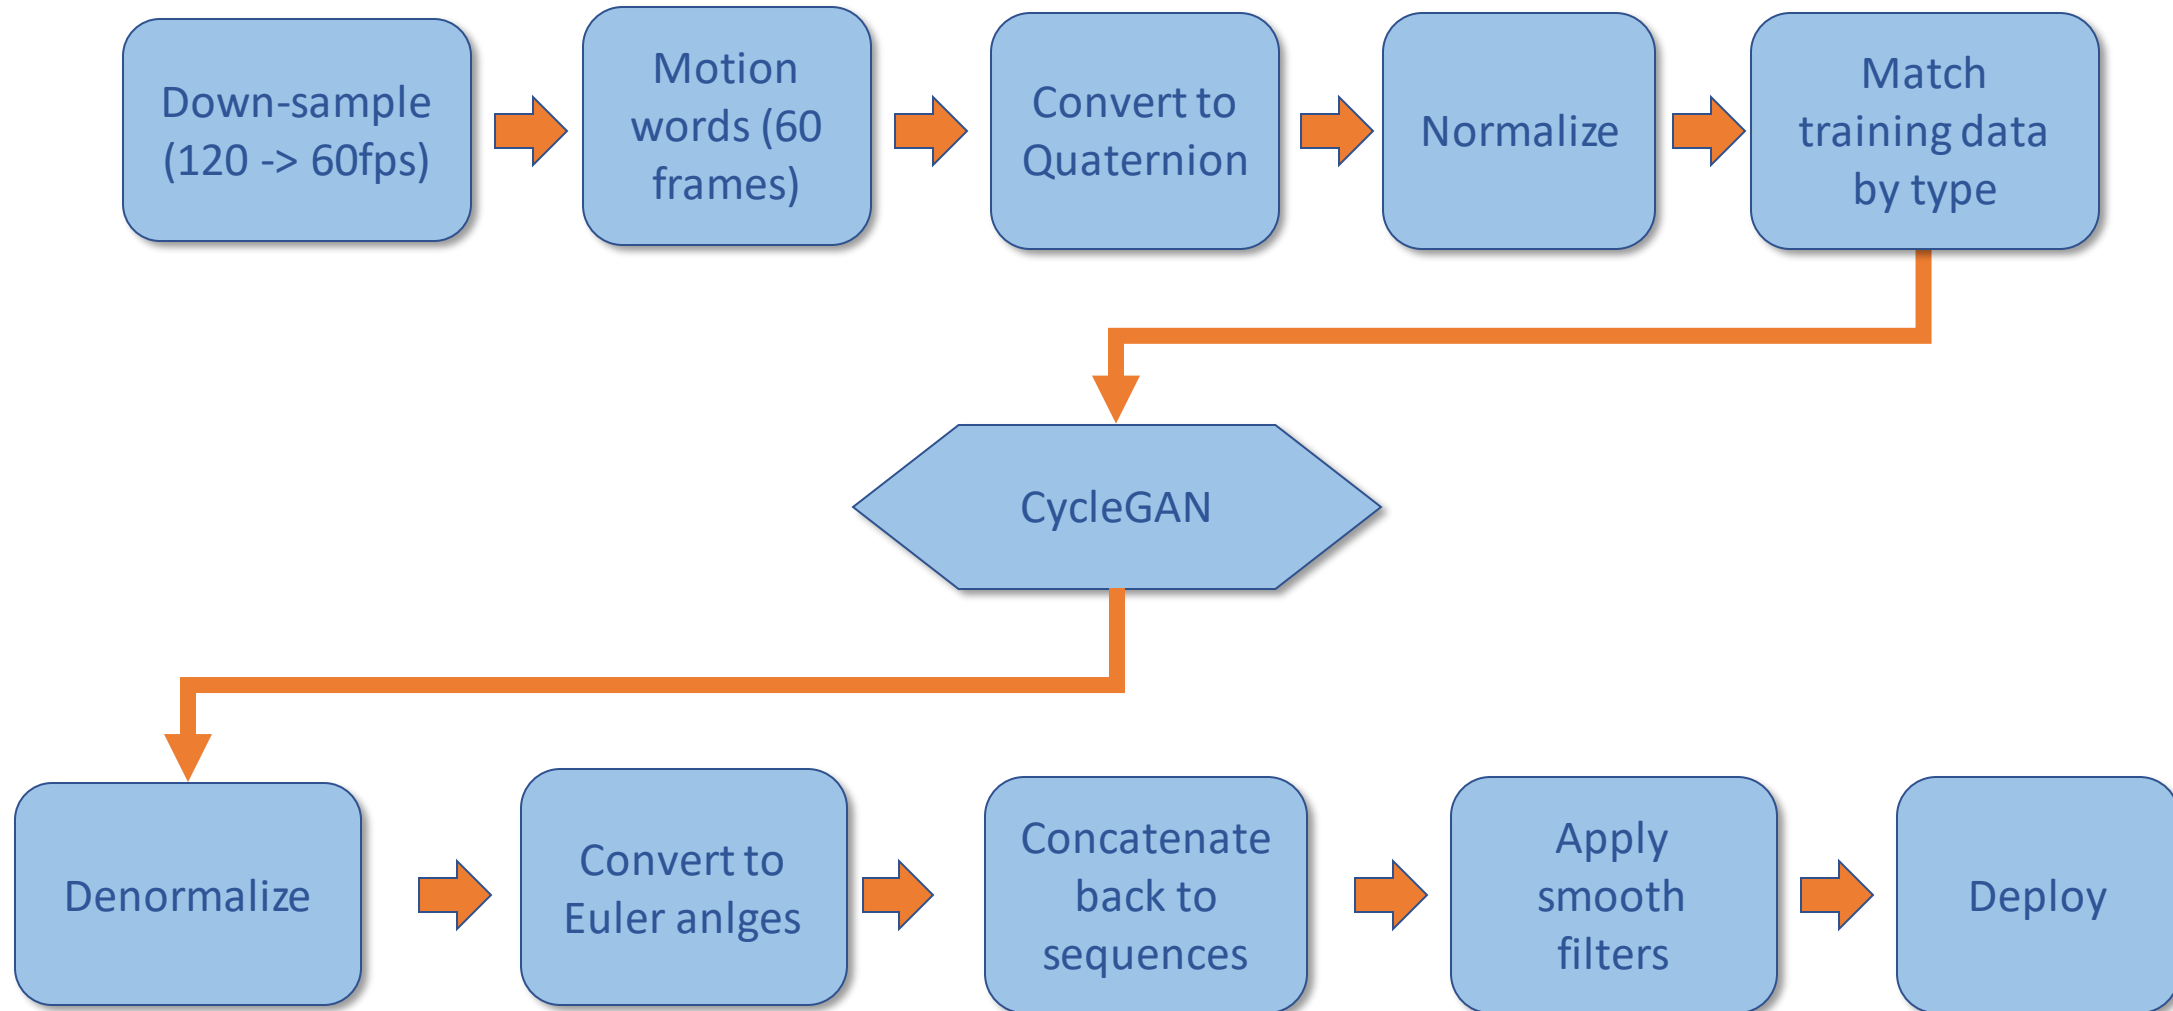 Down-sample
(120 -> 60fps)
Motion
words (60
frames)
Convert to
Quaternion
Normalize
Match
training data
by type
CycleGAN
Denormalize
Convert to
Euler anlges
Concatenate
back to
sequences
Apply
smooth
filters
Deploy